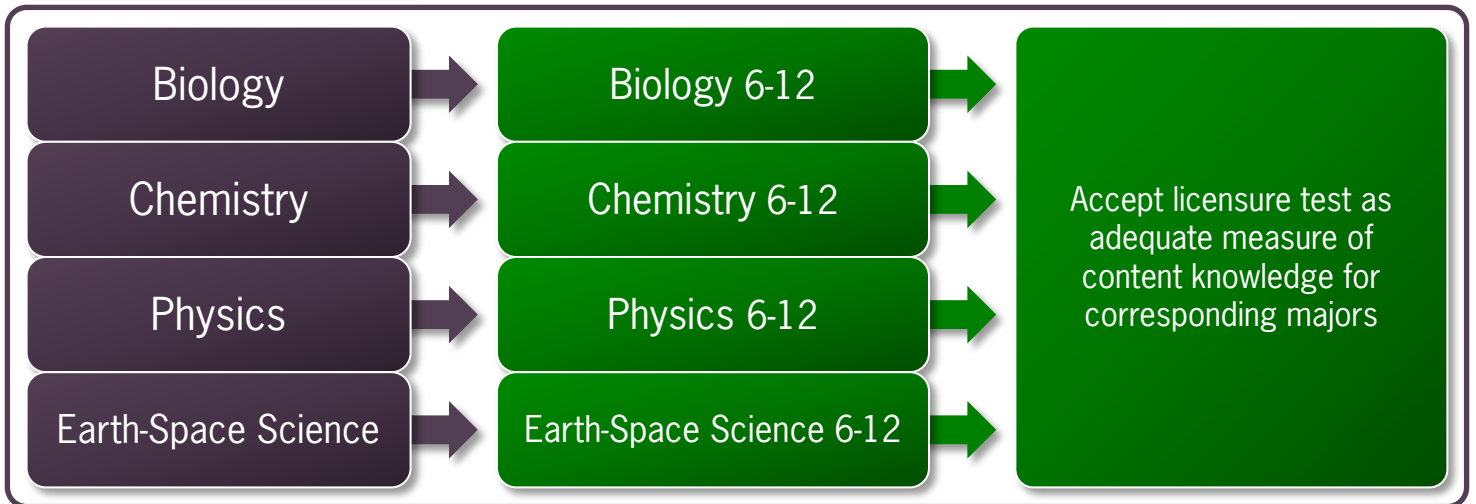 Biology
Biology 6-12
Chemistry
Chemistry 6-12
Physics
Physics 6-12
Earth-Space Science
Earth-Space Science 6-12
Accept licensure test as
adequate measure of
content knowledge for
corresponding majors